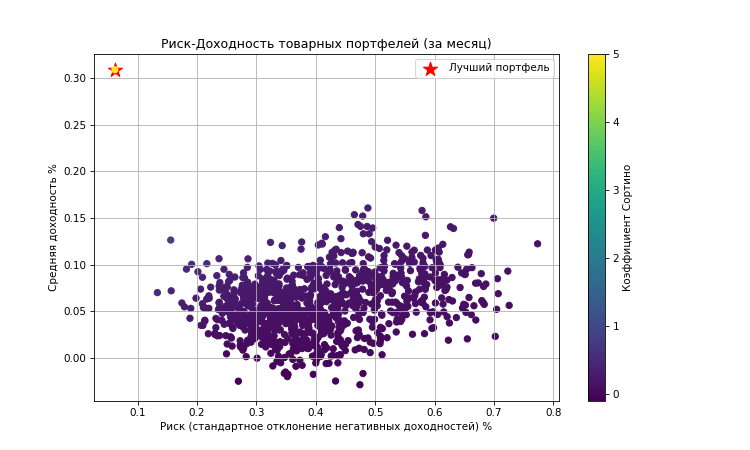 Риск-Доходность товарных портфелей (за месяц)
Лучший портфель
Средняя доходность %
0.30
0.25
0.20
0.15
0.10
0.05
0.00
0.1 0.2 0.3 0.4 0.5 0.6 0.7 0.8
Риск (стандартное отклонение негативных доходностей) %
5
4
3
2
1
0
Коэффициент Сортино